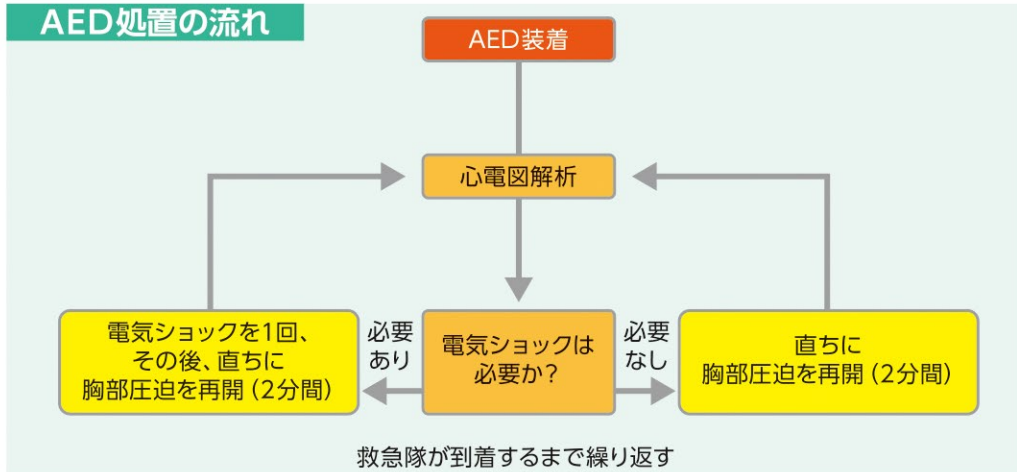 AED処置の流れ
AED装着
心電図解析
電気ショックを1回、
その後、直ちに
胸部圧迫を再開（2分間）
必要
あり
電気ショックは
必要か？
必要
なし
直ちに
胸部圧迫を再開（2分間）
救急隊が到着するまで繰り返す